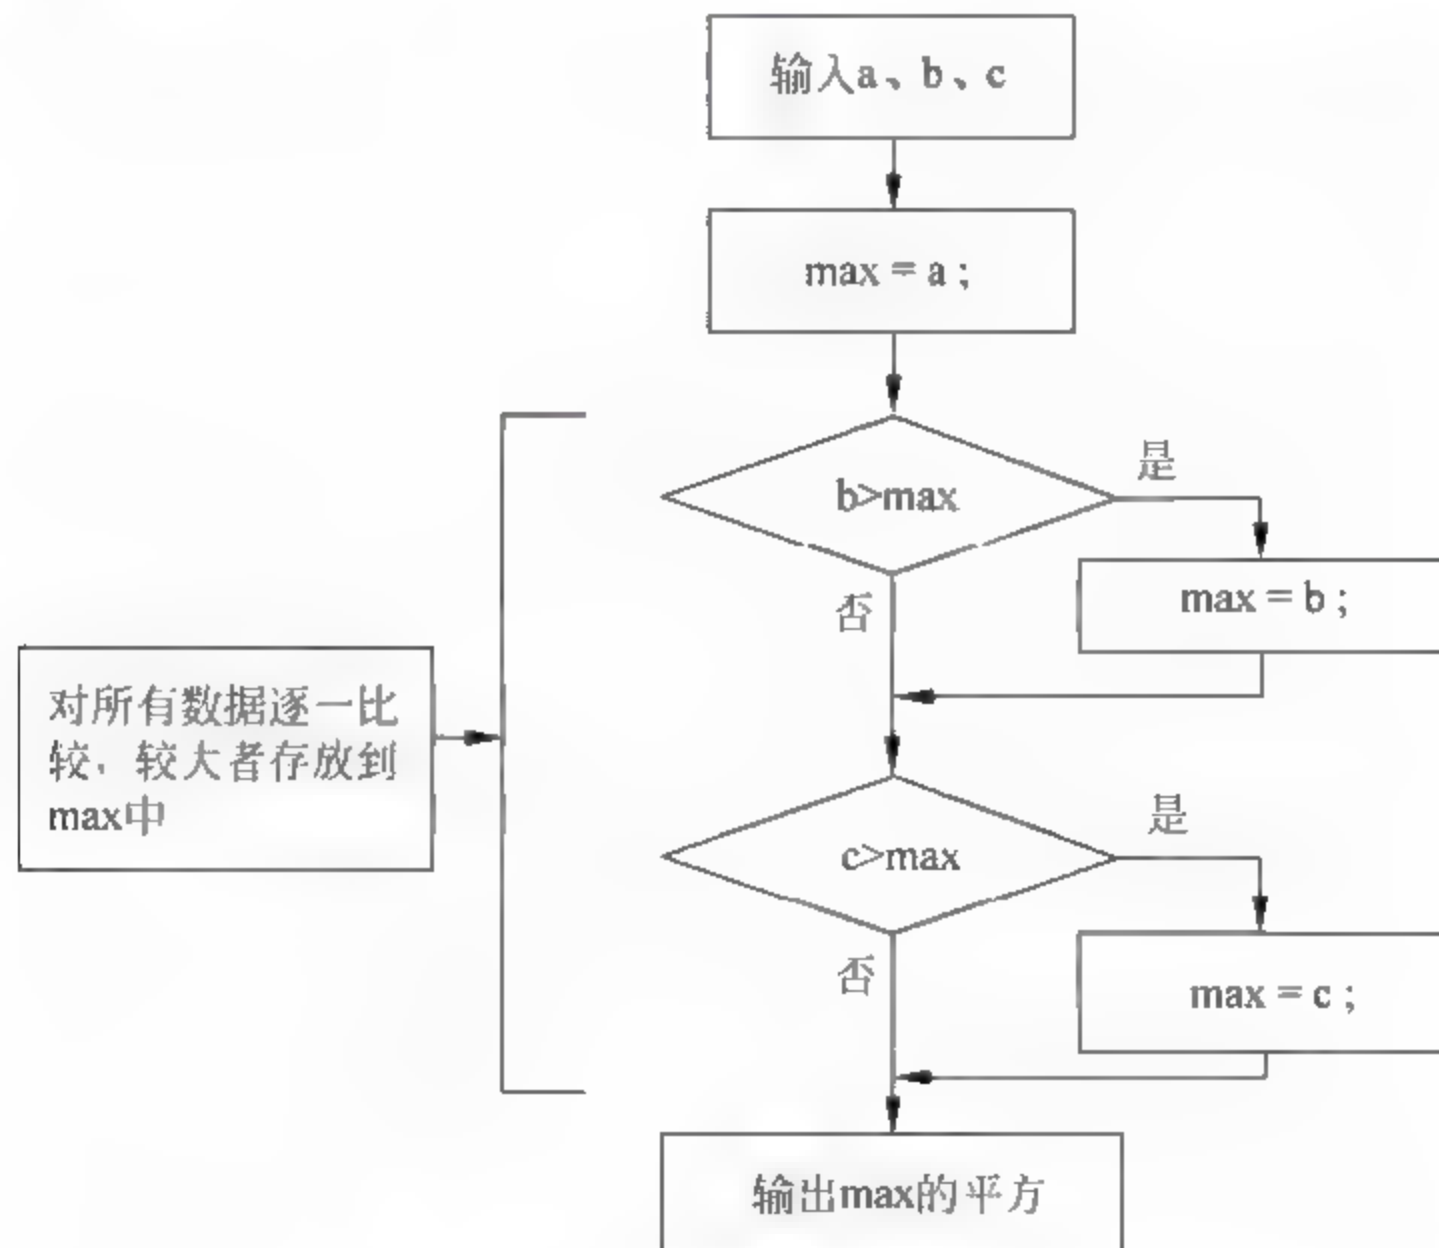 输入a、b、c
max = a ;
b>max
是
否
max = b ;
对所有数据逐一比
较，较大者存放到
max中
c>max
是
否
max = c ;
输出max的平方